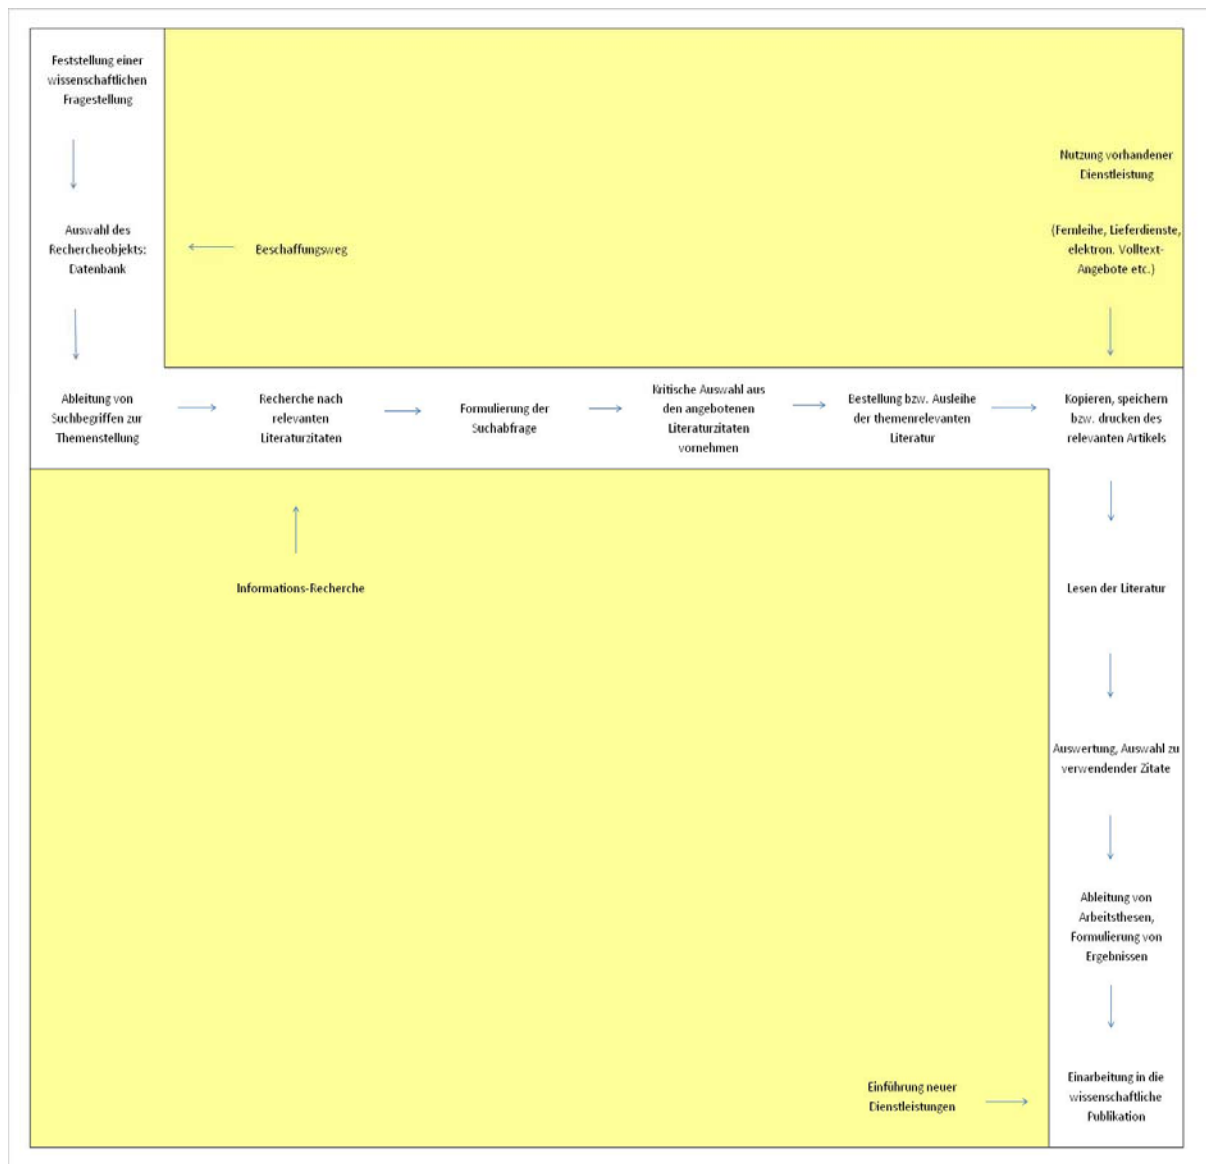 Feststellung einer
wissenschaftlichen
Fragestellung
Nutzung vorhandener
Dienstleistung
Auswahl des
Rechercheobjekts:
Datenbank
Beschaffungsweg
(Fernleihe, Lieferdienste,
elektron. Volltext-
Angebote etc.)
Ableitung von
Suchbegriffen zur
Themenstellung
Recherche nach
relevanten
Literaturzitaten
Formulierung der
Suchabfrage
Kritische Auswahl aus
den angebotenen
Literaturzitaten
vornehmen
Bestellung bzw. Ausleihe
der themenrelevanten
Literatur
Kopieren, speichern
bzw. drucken des
relevanten Artikels
Informations-Recherche
Lesen der Literatur
Auswertung, Auswahl zu
verwendender Zitate
Ableitung von
Arbeitsthesen,
Formulierung von
Ergebnissen
Einführung neuer
Dienstleistungen
Einarbeitung in die
wissenschaftliche
Publikation